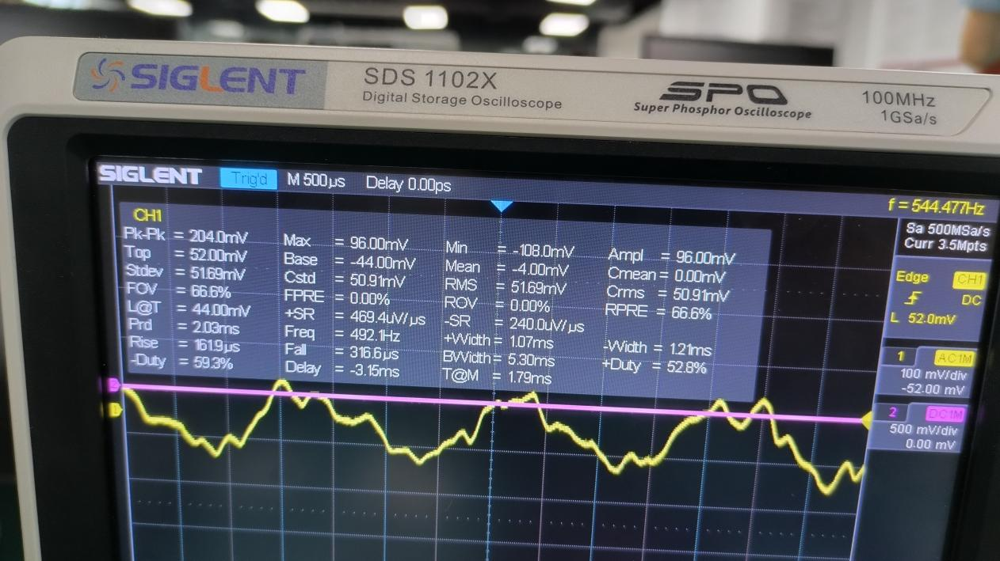 SIGLENT
SDS 1102X
Digital Storage Oscilloscope
SPO
Super Phosphor Oscilloscope
100MHz
1GSa/s
SIGLENT Trig'd M 500µs Delay 0.00ps
f = 544.477Hz
Sa 500MSa/s
Curr 3.5Mpts
CH1
Pk-Pk = 204.0mV Max = 96.00mV Min = -108.0mV Ampl = 96.00mV
Top = 52.00mV Base = -44.00mV Mean = -4.00mV Cmean = 0.00mV
Stdev = 51.69mV Cstd = 50.91mV RMS = 51.69mV Crms = 50.91mV
FOV = 66.6% FPRE = 0.00% ROV = 0.00% RPRE = 66.6%
L@T = 44.00mV +SR = 469.4uV/µs -SR = 240.0uV/µs
Prd = 2.03ms Freq = 492.1Hz +Width = 1.07ms -Width = 1.21ms
Rise = 161.9µs Fall = 316.6µs BWidth = 5.30ms +Duty = 52.8%
-Duty = 59.3% Delay = -3.15ms T@M = 1.79ms
Edge CH1
DC
L 52.0mV
1 AC1M
100 mV/div
-52.00 mV
2 DC1M
500 mV/div
0.00 mV
2